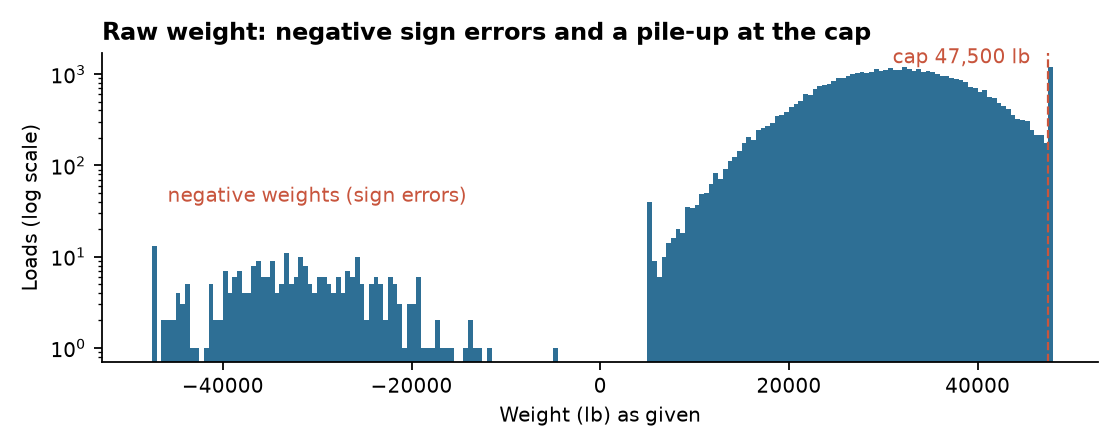 Raw weight: negative sign errors and a pile-up at the cap
cap 47,500 lb
negative weights (sign errors)
Loads (log scale)
10³
10²
10¹
10⁰
−40000
−20000
0
20000
40000
Weight (lb) as given